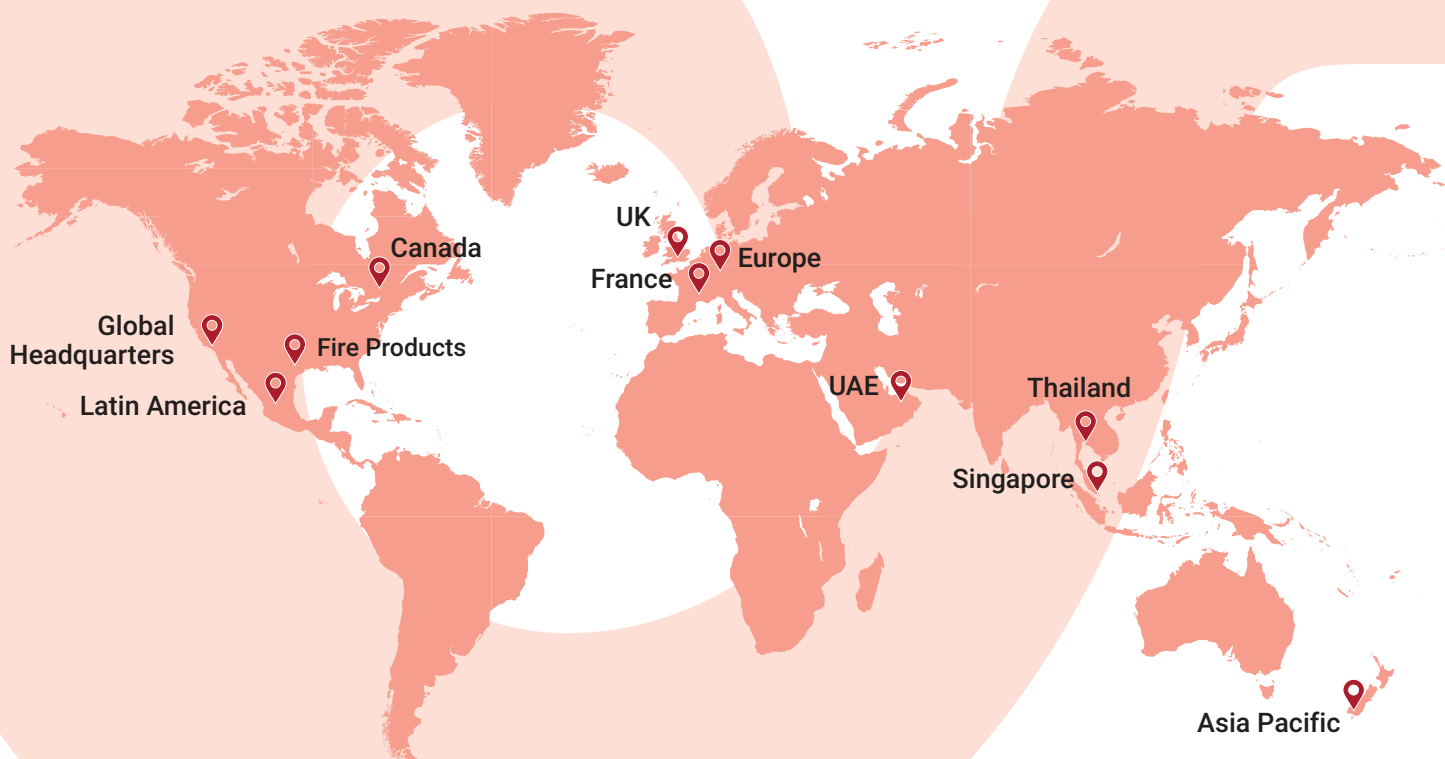 UK
Canada
Europe
France
Global
Headquarters
Fire Products
Latin America
UAE
Thailand
Singapore
Asia Pacific